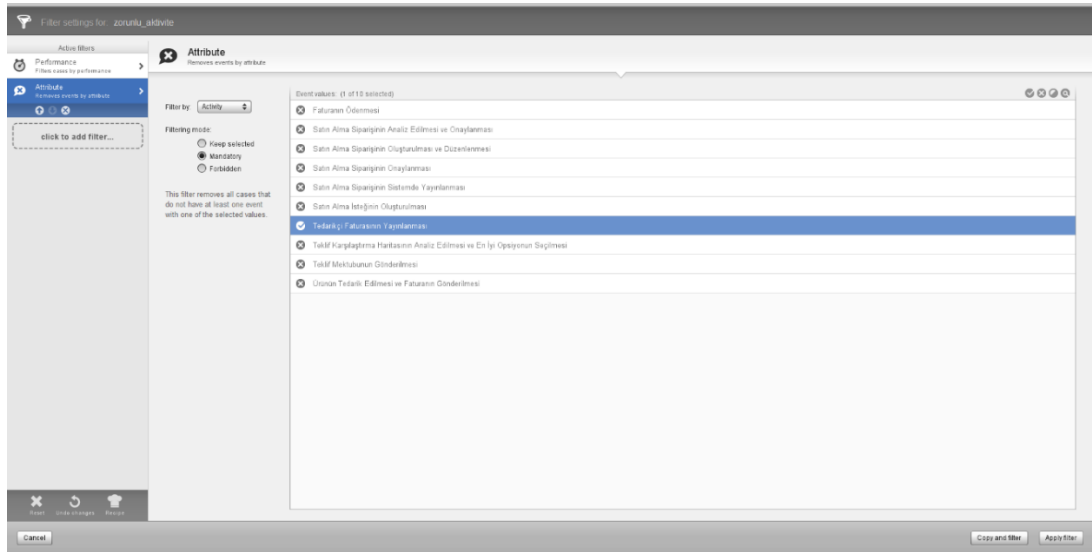 Filter settings for: zorunlu_aktivite
Active filters
Performance
Filters cases by performance
Attribute
Removes events by attribute
click to add filter...
Reset
Undo changes
Recipe
Attribute
Removes events by attribute
Filter by: Activity
Filtering mode:
Keep selected
Mandatory
Forbidden
This filter removes all cases that
do not have at least one event
with one of the selected values.
Event values: (1 of 10 selected)
Faturanın Ödenmesi
Satın Alma Siparişinin Analiz Edilmesi ve Onaylanması
Satın Alma Siparişinin Oluşturulması ve Düzenlenmesi
Satın Alma Siparişinin Onaylanması
Satın Alma Siparişinin Sistemde Yayınlanması
Satın Alma İsteğinin Oluşturulması
Tedarikçi Faturasının Yayınlanması
Teklif Karşılaştırma Haritasının Analiz Edilmesi ve En İyi Opsiyonun Seçilmesi
Teklif Mektubunun Gönderilmesi
Ürünün Tedarik Edilmesi ve Faturanın Gönderilmesi
Cancel
Copy and filter
Apply filter